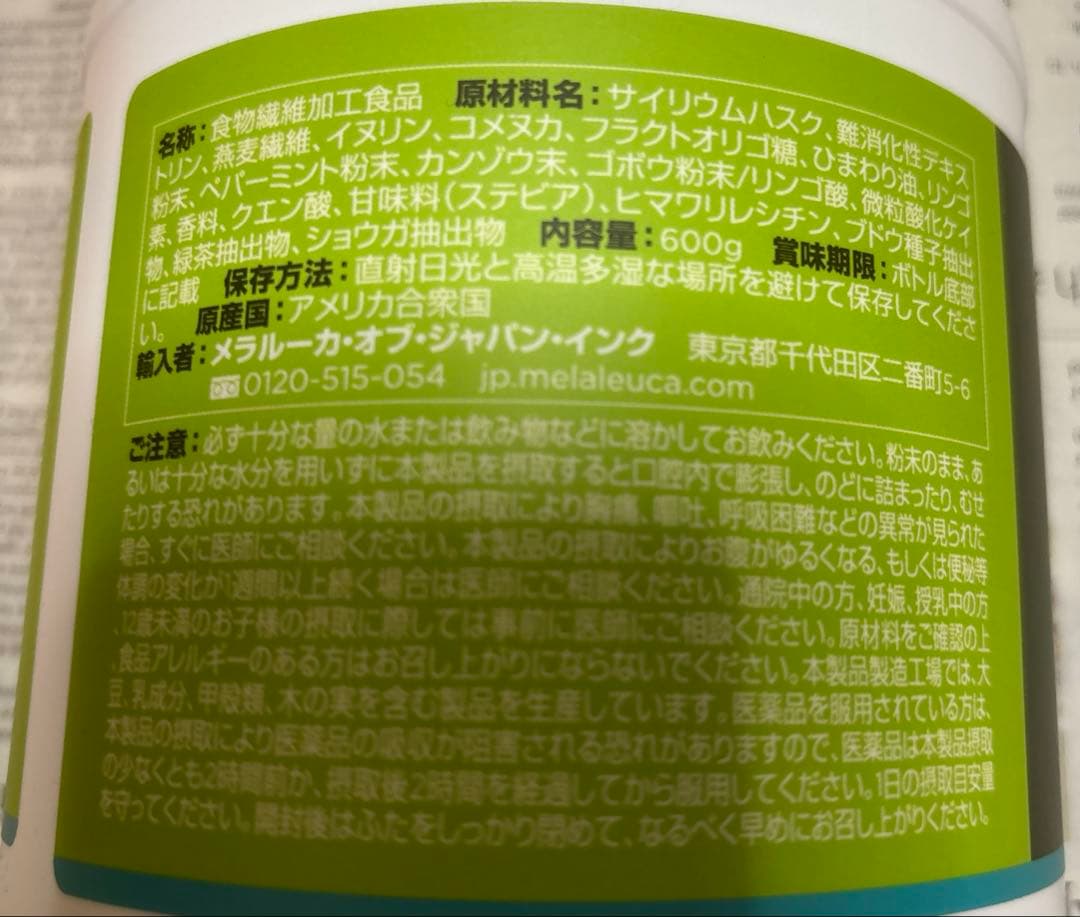 名称：食物繊維加工食品　原材料名：サイリウムハスク、難消化性デキス
トリン、燕麦繊維、イヌリン、コメヌカ、フラクトオリゴ糖、ひまわり油、リンゴ
粉末、ペパーミント粉末、カンゾウ末、ゴボウ粉末/リンゴ酸、微粒酸化ケイ
素、香料、クエン酸、甘味料（ステビア）、ヒマワリレシチン、ブドウ種子抽出
物、緑茶抽出物、ショウガ抽出物　内容量：600g　賞味期限：ボトル底部
に記載　保存方法：直射日光と高温多湿な場所を避けて保存してくださ
い。　原産国：アメリカ合衆国
輸入者：メラルーカ・オブ・ジャパン・インク　東京都千代田区二番町5-6
0120-515-054　jp.melaleuca.com
ご注意：必ず十分な量の水または飲み物などに溶かしてお飲みください。粉末のまま、あ
るいは十分な水分を用いずに本製品を摂取すると口腔内で膨張し、のどに詰まったり、むせ
たりする恐れがあります。本製品の摂取により胸痛、嘔吐、呼吸困難などの異常が見られた
場合、すぐに医師にご相談ください。本製品の摂取によりお腹がゆるくなる、もしくは便秘等
体調の変化が1週間以上続く場合は医師にご相談ください。通院中の方、妊娠、授乳中の方
、12歳未満のお子様の摂取に際しては事前に医師にご相談ください。原材料をご確認の上
、食品アレルギーのある方はお召し上がりにならないでください。本製品製造工場では、大
豆、乳成分、甲殻類、木の実を含む製品を生産しています。医薬品を服用されている方は、
本製品の摂取により医薬品の吸収が阻害される恐れがありますので、医薬品は本製品摂取
の少なくとも2時間前か、摂取後2時間を経過してから服用してください。1日の摂取目安量
を守ってください。開封後はふたをしっかり閉めて、なるべく早めにお召し上がりください。